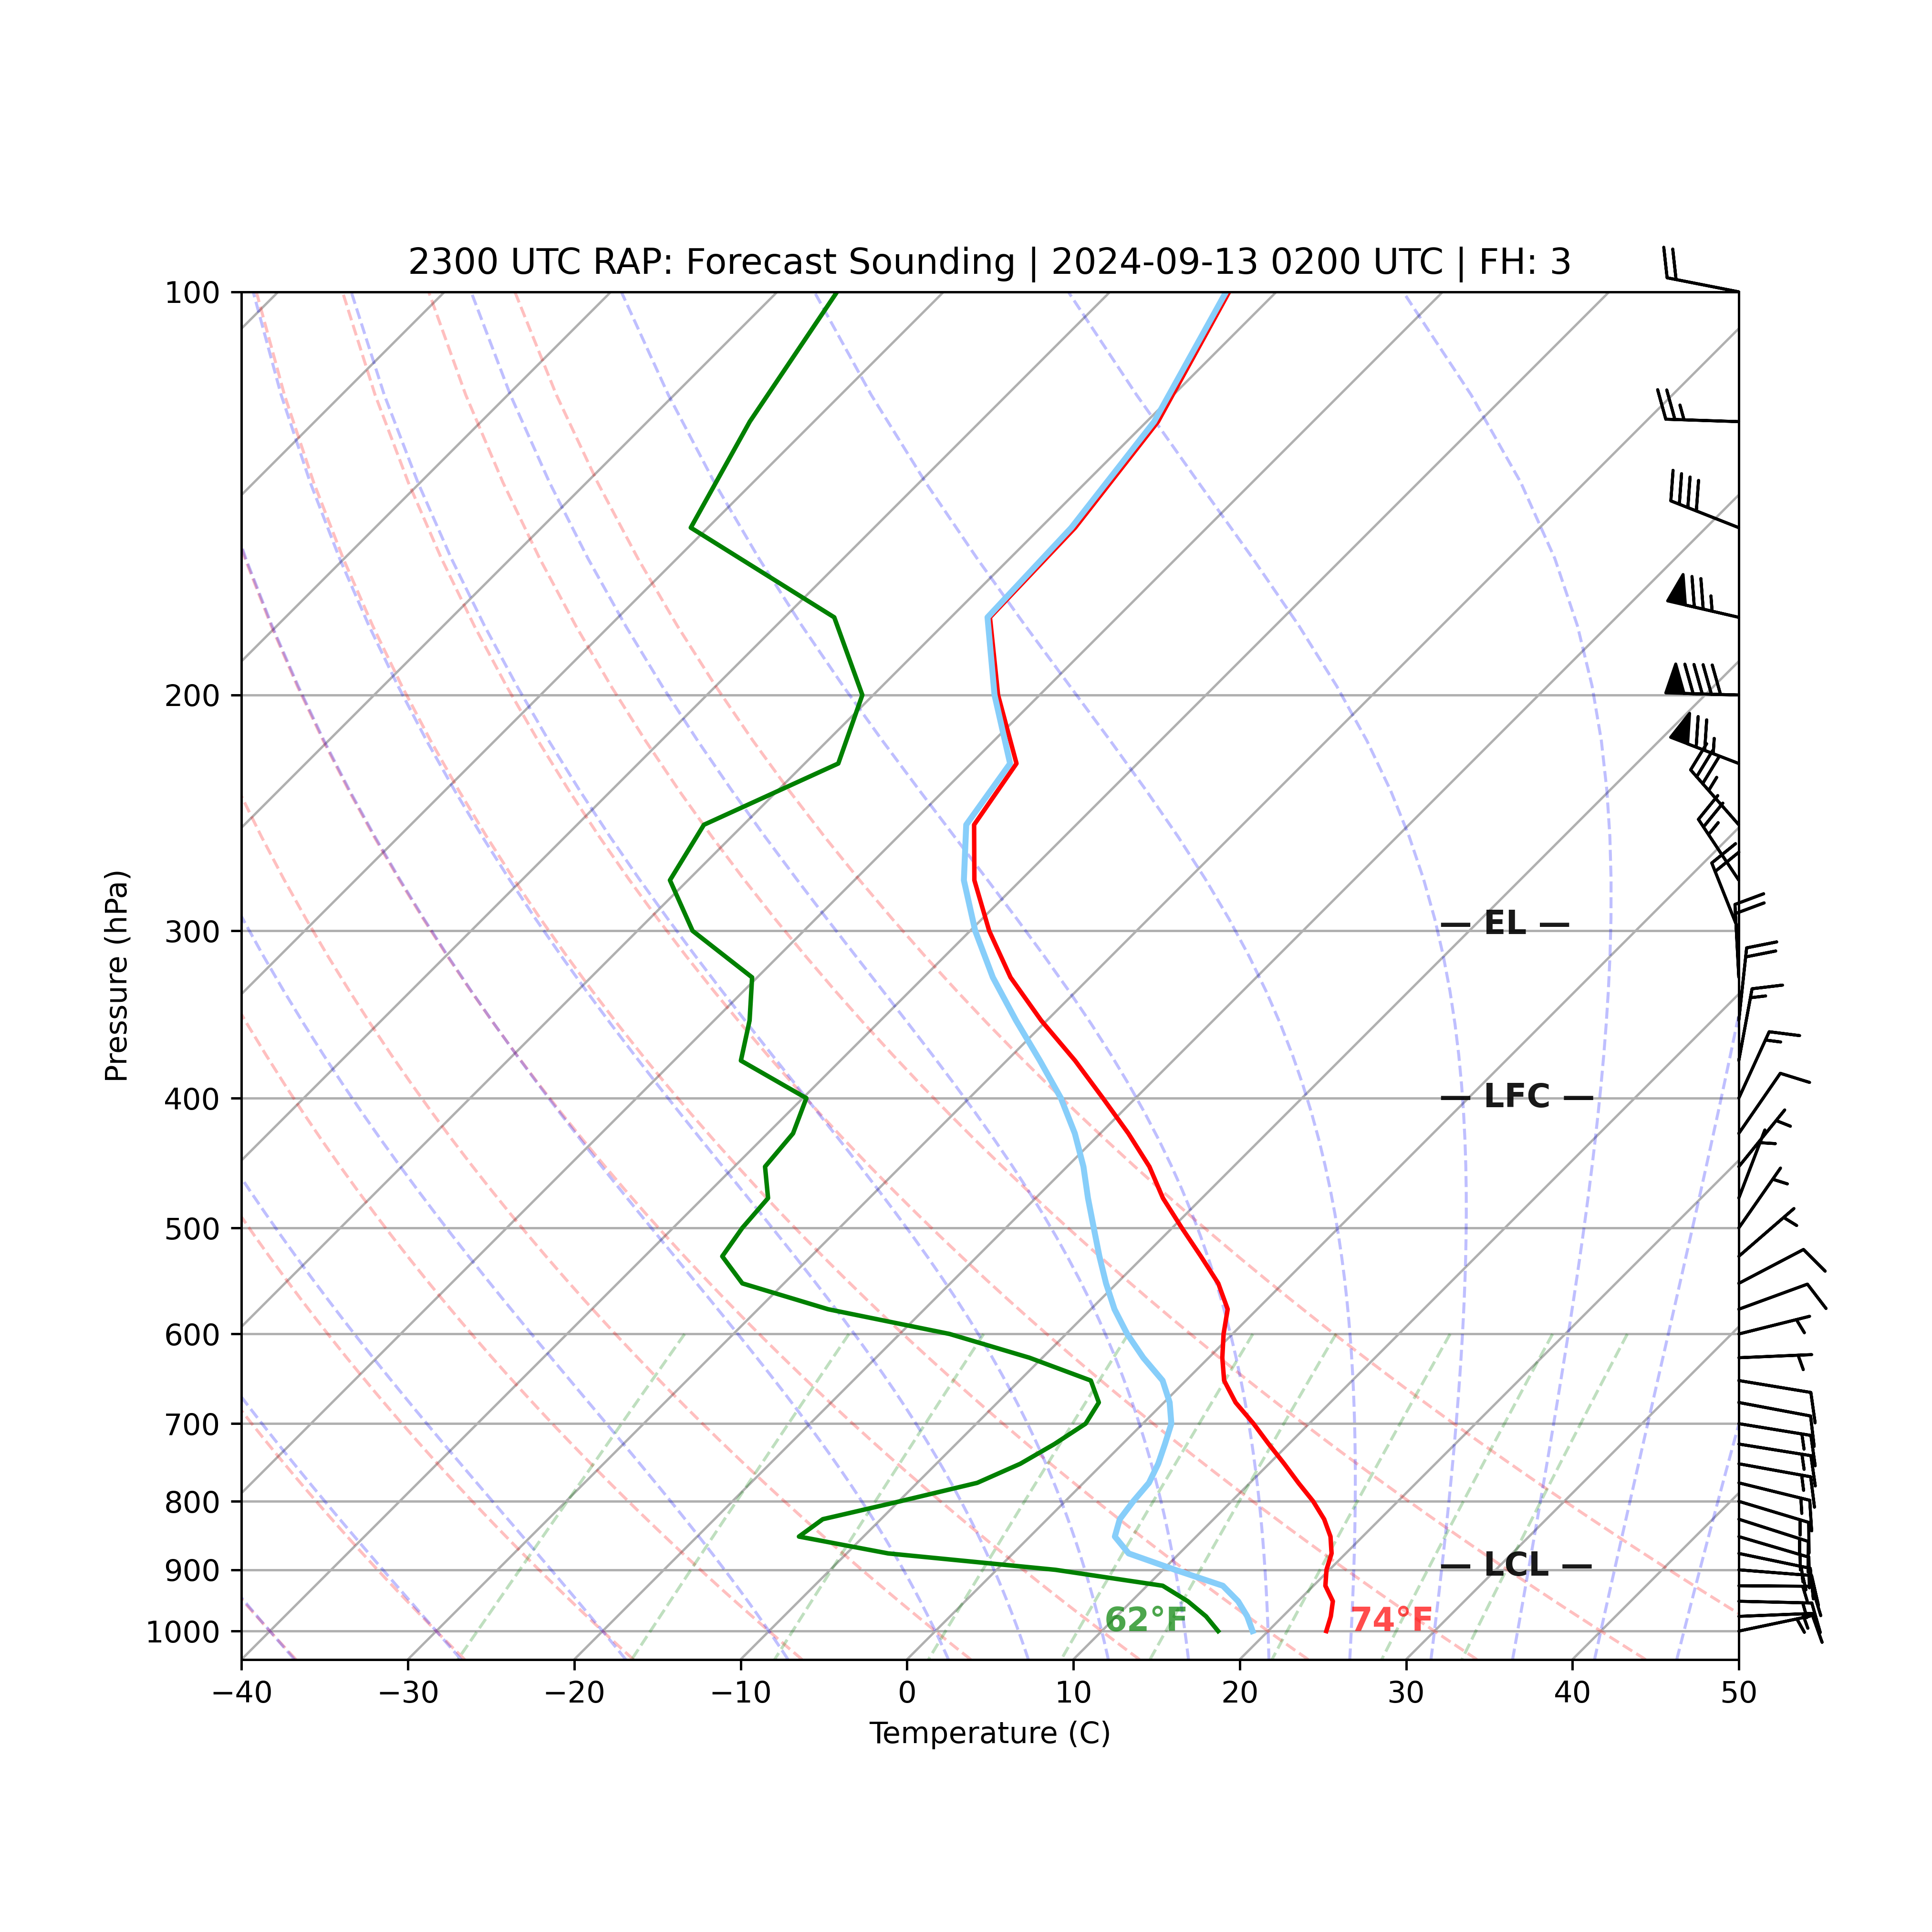 2300 UTC RAP: Forecast Sounding | 2024-09-13 0200 UTC | FH: 3
100
200
300
400
500
600
700
800
900
1000
Pressure (hPa)
— EL —
— LFC —
— LCL —
62°F
74°F
−40 −30 −20 −10 0 10 20 30 40 50
Temperature (C)